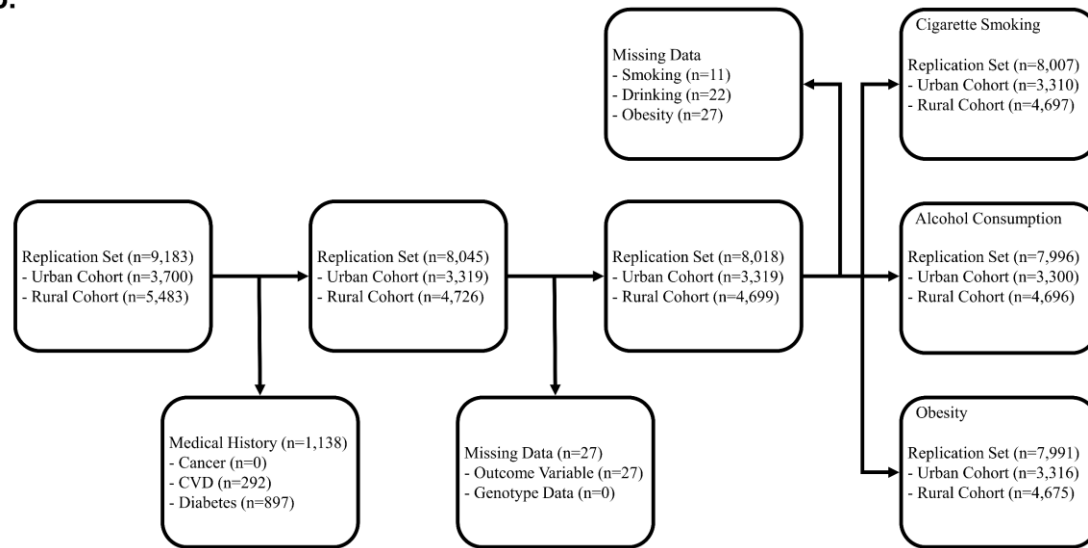 Missing Data
- Smoking (n=11)
- Drinking (n=22)
- Obesity (n=27)
Cigarette Smoking
Replication Set (n=8,007)
- Urban Cohort (n=3,310)
- Rural Cohort (n=4,697)
Replication Set (n=9,183)
- Urban Cohort (n=3,700)
- Rural Cohort (n=5,483)
Replication Set (n=8,045)
- Urban Cohort (n=3,319)
- Rural Cohort (n=4,726)
Replication Set (n=8,018)
- Urban Cohort (n=3,319)
- Rural Cohort (n=4,699)
Alcohol Consumption
Replication Set (n=7,996)
- Urban Cohort (n=3,300)
- Rural Cohort (n=4,696)
Medical History (n=1,138)
- Cancer (n=0)
- CVD (n=292)
- Diabetes (n=897)
Missing Data (n=27)
- Outcome Variable (n=27)
- Genotype Data (n=0)
Obesity
Replication Set (n=7,991)
- Urban Cohort (n=3,316)
- Rural Cohort (n=4,675)